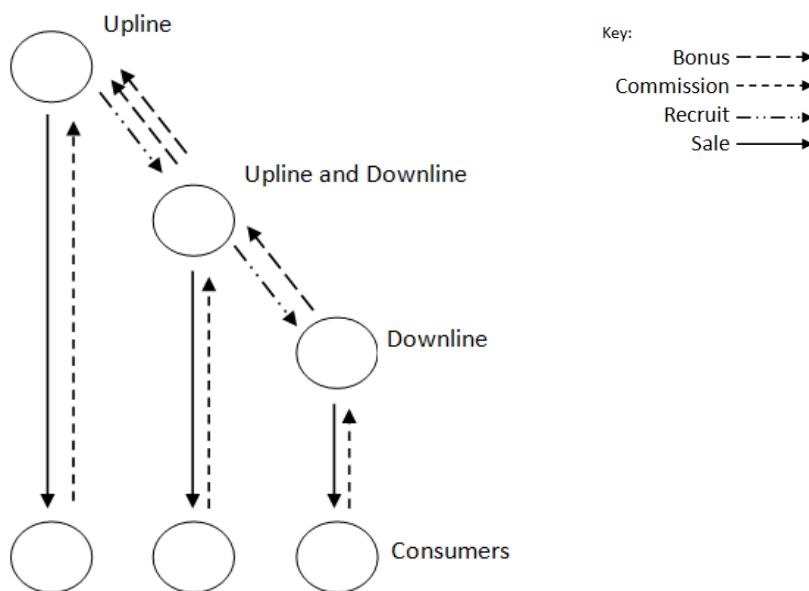 Upline
Key:
Bonus
Commission
Recruit
Sale
Upline and Downline
Downline
Consumers